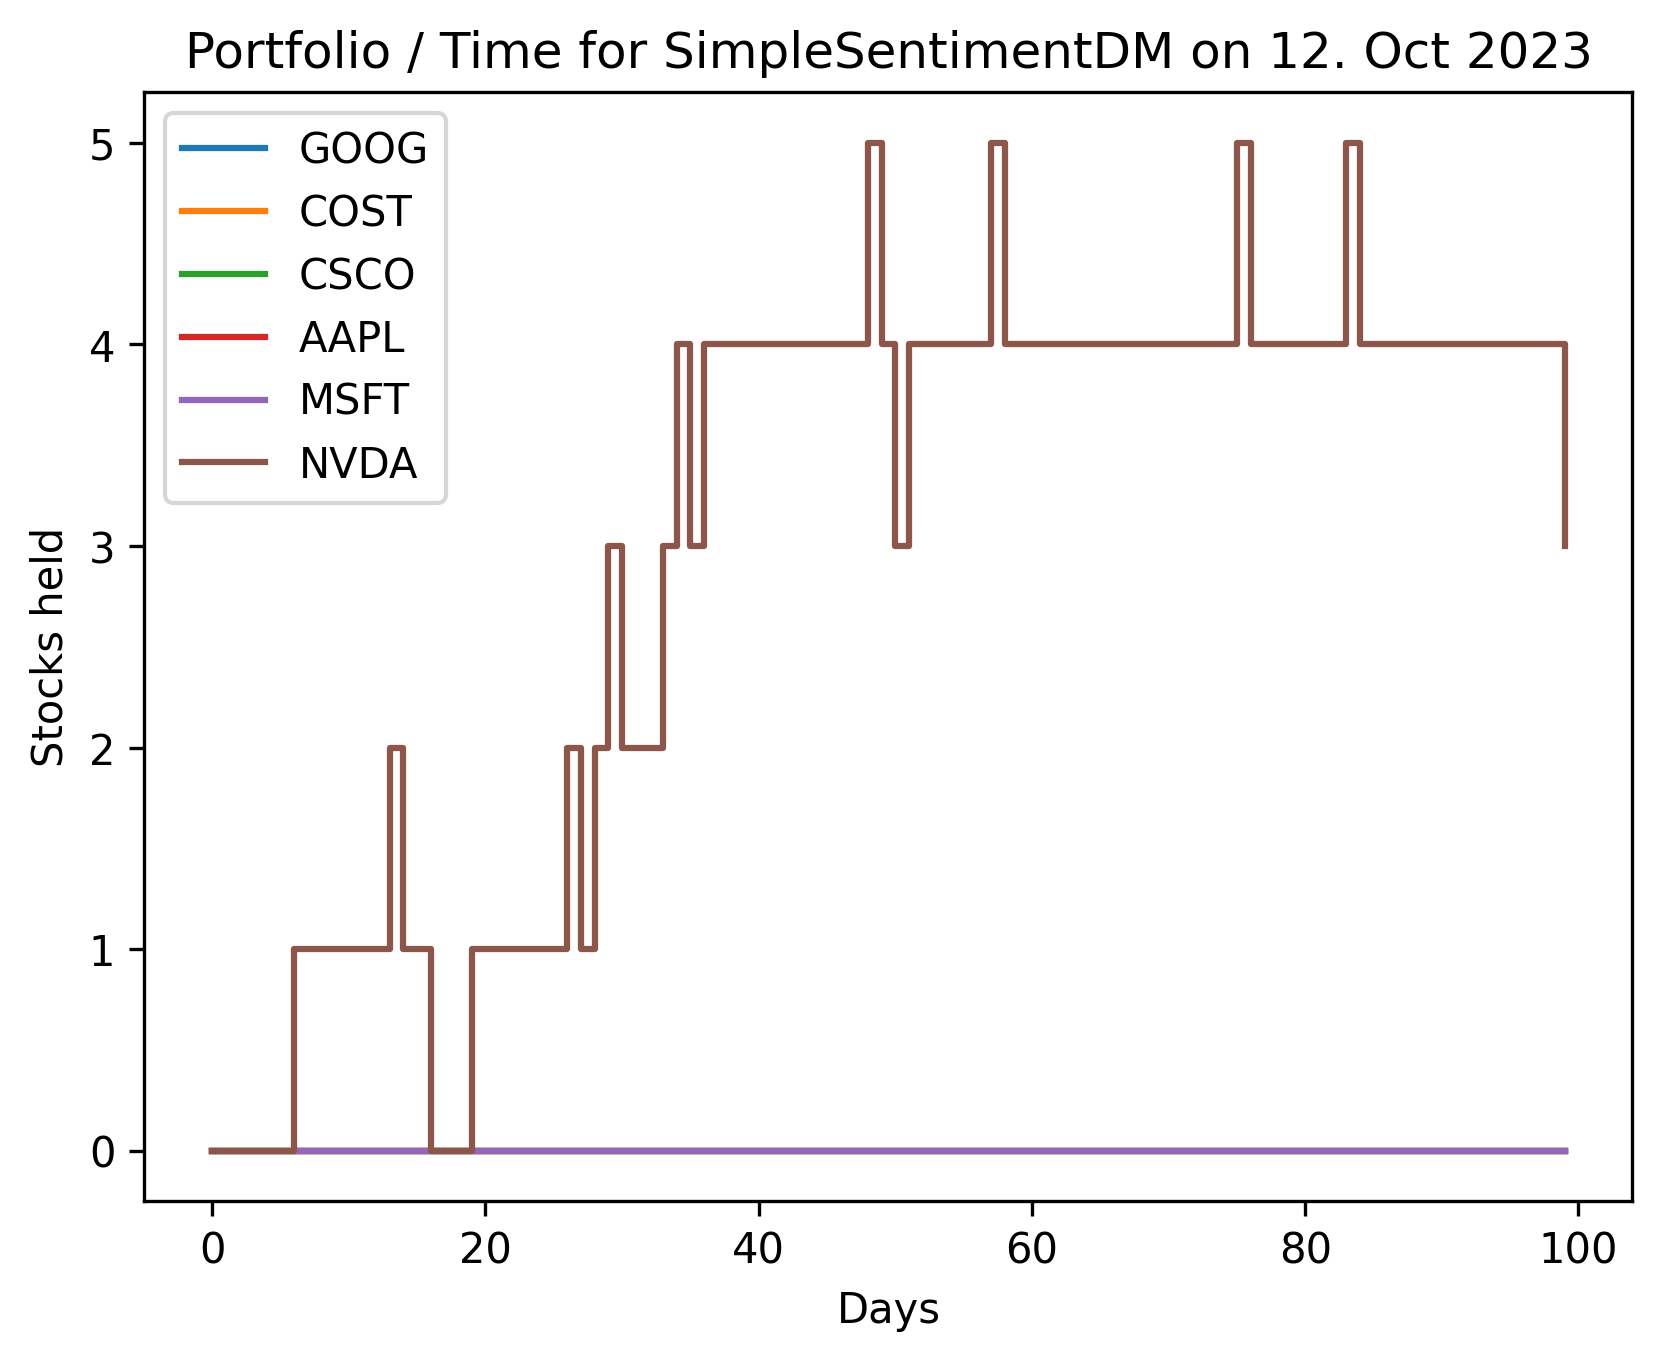 Portfolio / Time for SimpleSentimentDM on 12. Oct 2023
GOOG
COST
CSCO
AAPL
MSFT
NVDA
Stocks held
5
4
3
2
1
0
0 20 40 60 80 100
Days